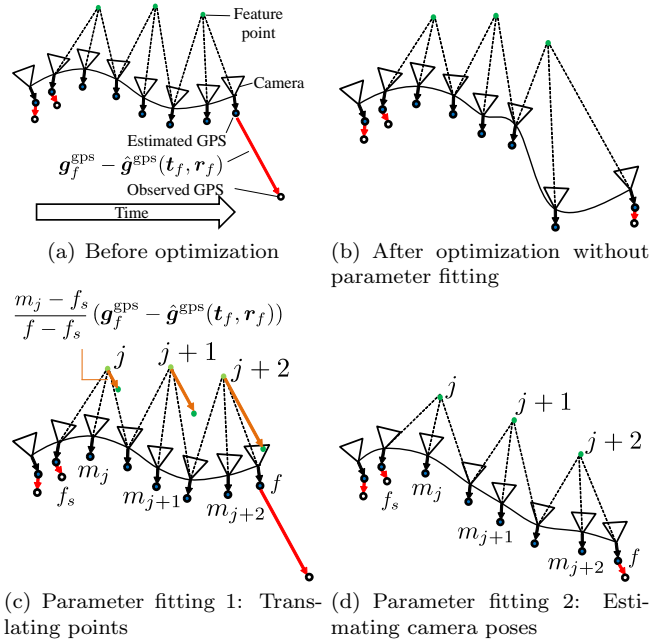 Feature
point
Camera
Estimated GPS
g_f^gps − ĝ^gps(t_f, r_f)
Observed GPS
Time
(a) Before optimization
(b) After optimization without
parameter fitting
(m_j − f_s)/(f − f_s) (g_f^gps − ĝ^gps(t_f, r_f))
j
j + 1
j + 2
f_s
m_j
m_{j+1}
m_{j+2}
f
(c) Parameter fitting 1: Trans-
lating points
j
j + 1
j + 2
f_s
m_j
m_{j+1}
m_{j+2}
f
(d) Parameter fitting 2: Esti-
mating camera poses